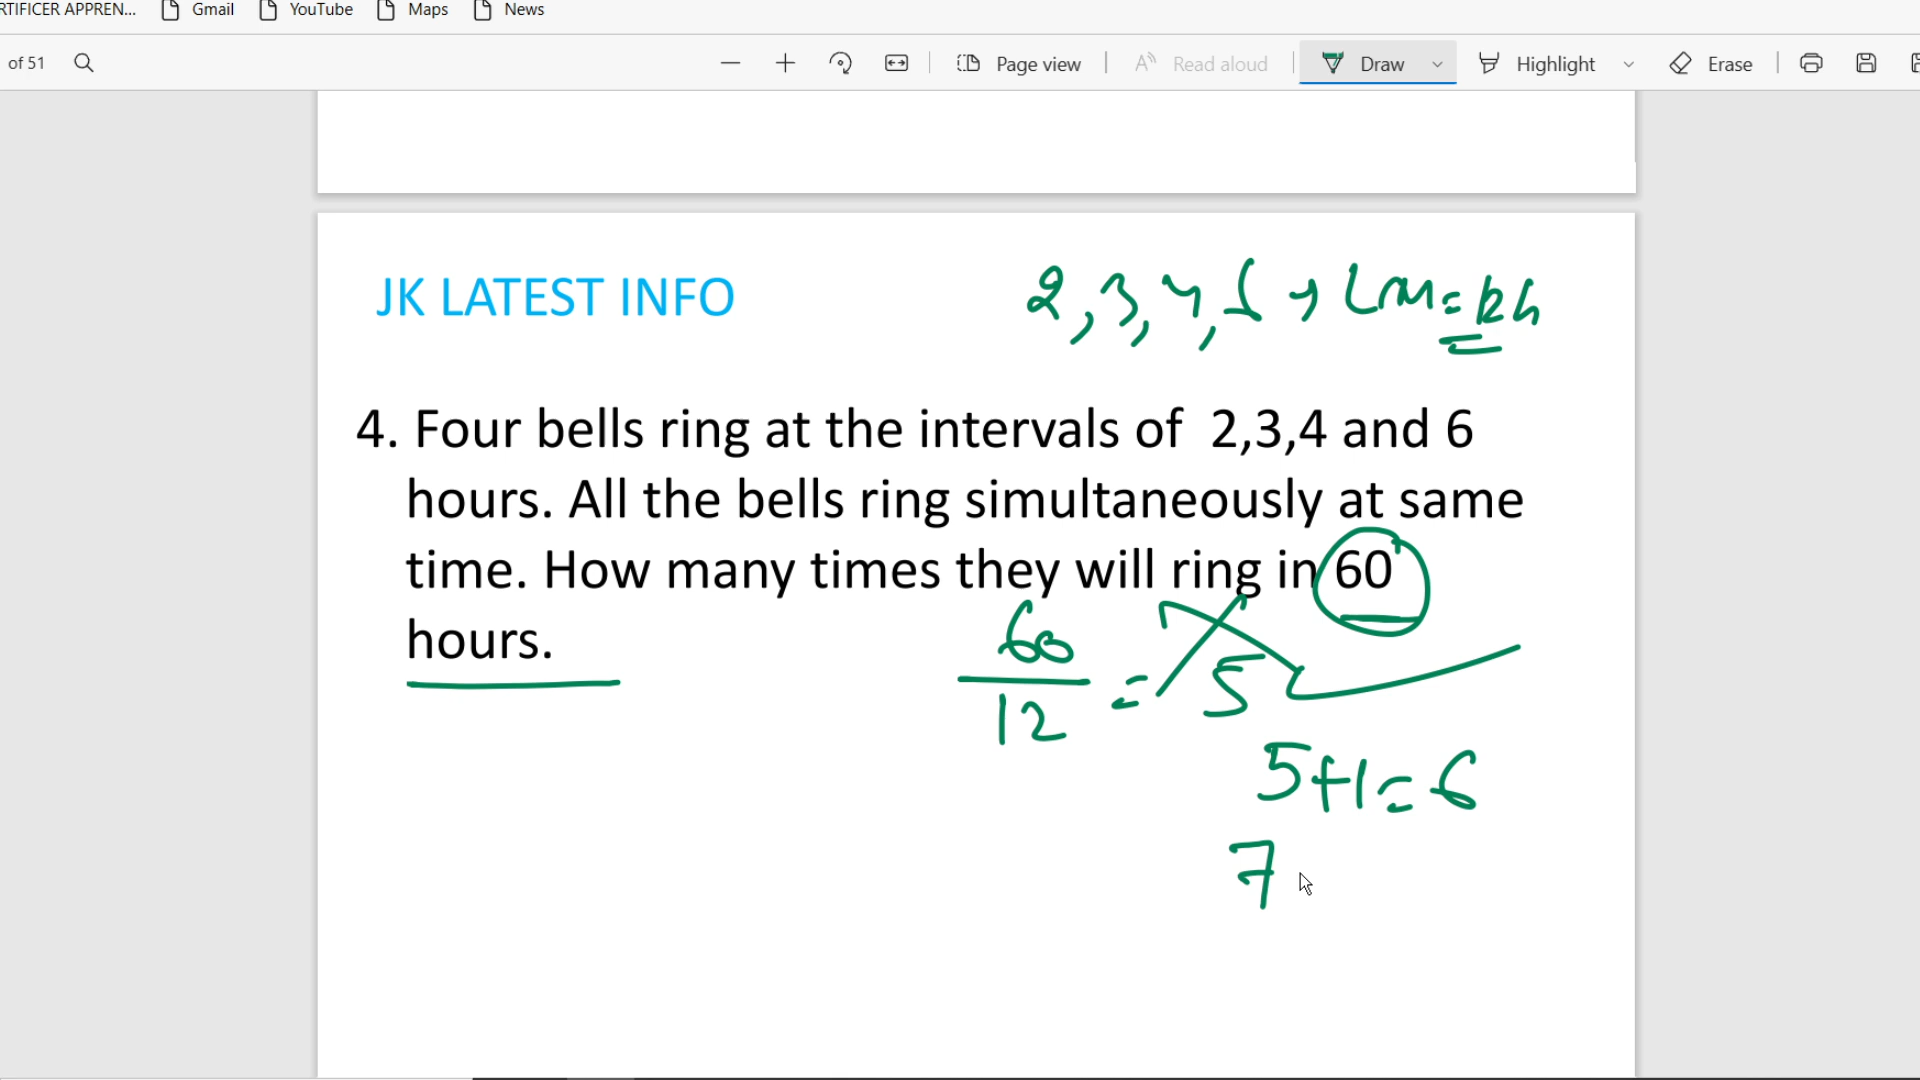 RTIFICER APPREN... Gmail YouTube Maps News
of 51 Page view Read aloud Draw Highlight Erase
JK LATEST INFO
2, 3, 4, 6 → LCM = 12 h
4. Four bells ring at the intervals of 2,3,4 and 6
hours. All the bells ring simultaneously at same
time. How many times they will ring in 60
hours.
60
12 = 5
5+1=6
7